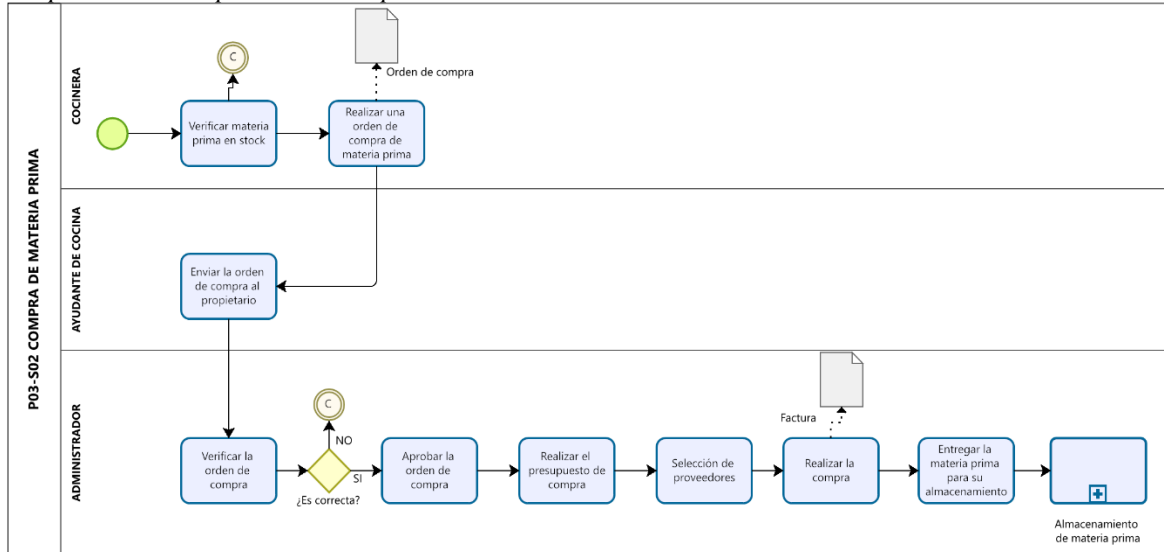 P03-S02 COMPRA DE MATERIA PRIMA
COCINERA
C
Verificar materia
prima en stock
Orden de compra
Realizar una
orden de
compra de
materia prima
AYUDANTE DE COCINA
Enviar la orden
de compra al
propietario
ADMINISTRADOR
Verificar la
orden de
compra
C
NO
SI
¿Es correcta?
Aprobar la
orden de
compra
Realizar el
presupuesto de
compra
Selección de
proveedores
Factura
Realizar la
compra
Entregar la
materia prima
para su
almacenamiento
Almacenamiento
de materia prima